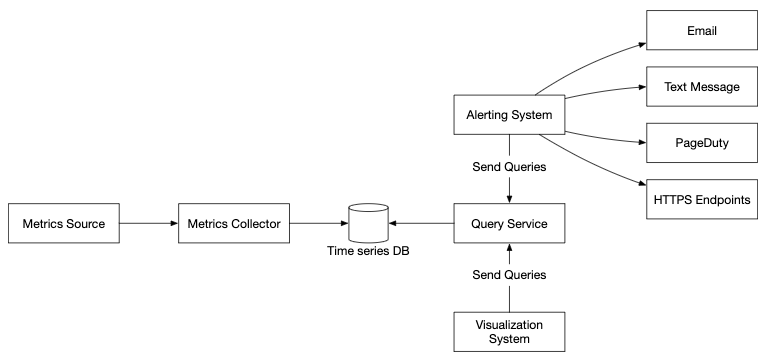 Email
Text Message
Alerting System
PageDuty
Send Queries
HTTPS Endpoints
Metrics Source
Metrics Collector
Query Service
Time series DB
Send Queries
Visualization
System